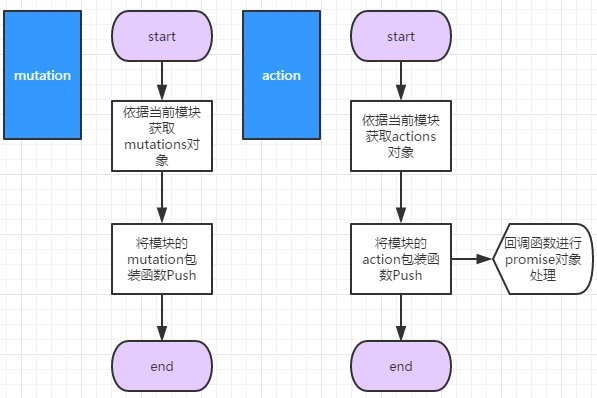 mutation
start
依据当前模块
获取
mutations对
象
将模块的
mutation包
装函数Push
end
action
start
依据当前模块
获取actions
对象
将模块的
action包装函
数Push
回调函数进行
promise对象
处理
end